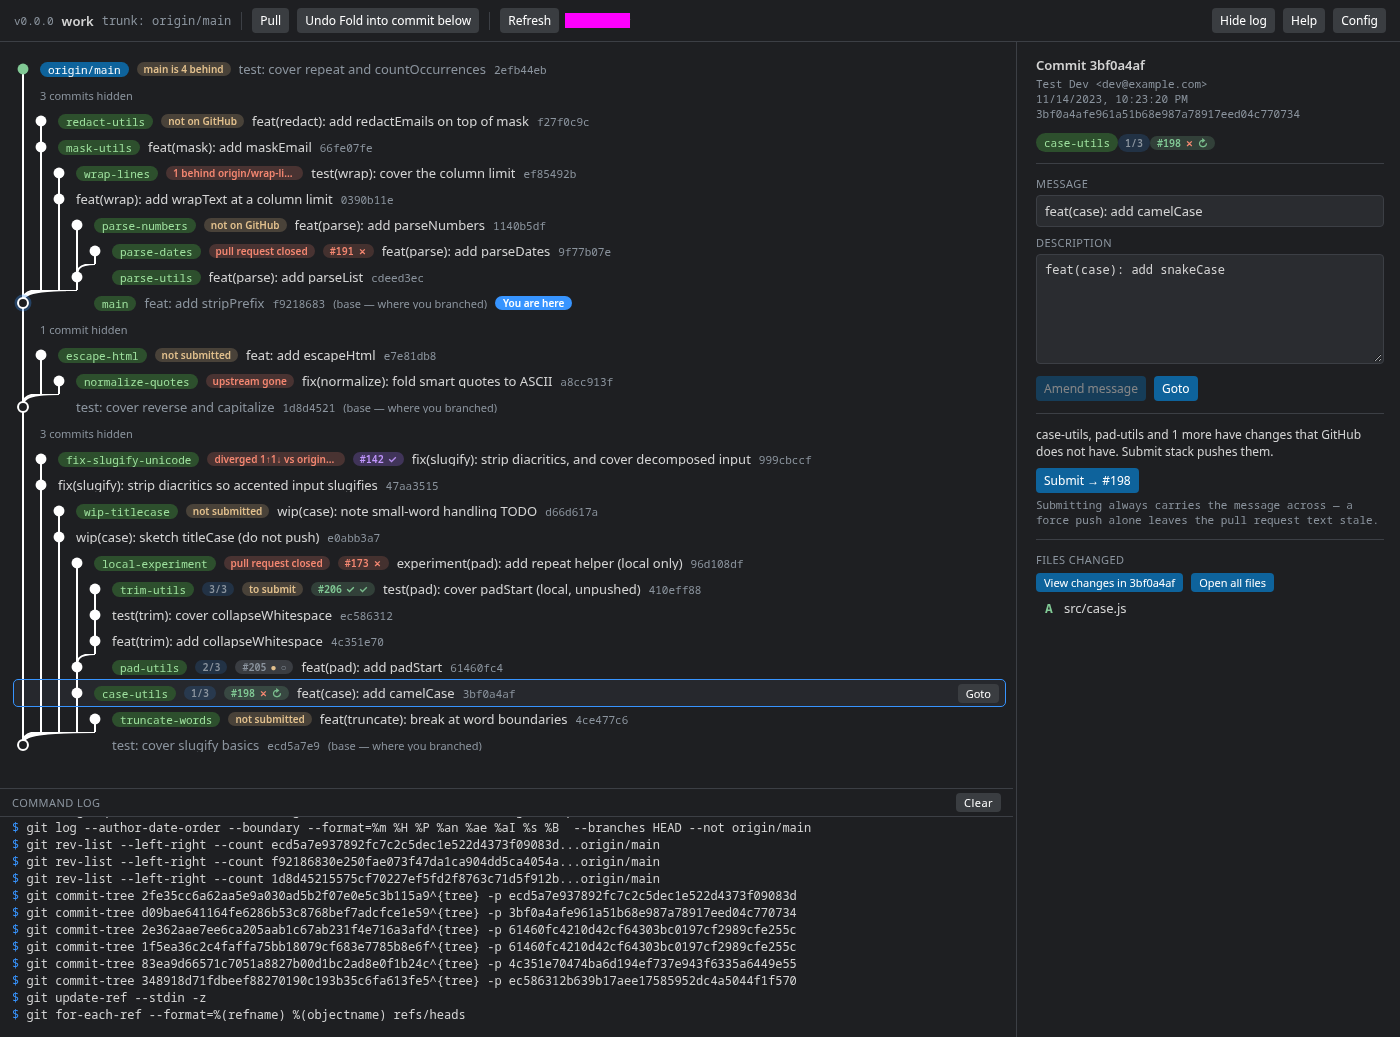 v0.0.0 work trunk: origin/main Pull Undo Fold into commit below Refresh Hide log Help Config
origin/main main is 4 behind test: cover repeat and countOccurrences 2efb44eb
3 commits hidden
redact-utils not on GitHub feat(redact): add redactEmails on top of mask f27f0c9c
mask-utils feat(mask): add maskEmail 66fe07fe
wrap-lines 1 behind origin/wrap-li... test(wrap): cover the column limit ef85492b
feat(wrap): add wrapText at a column limit 0390b11e
parse-numbers not on GitHub feat(parse): add parseNumbers 1140b5df
parse-dates pull request closed #191 × feat(parse): add parseDates 9f77b07e
parse-utils feat(parse): add parseList cdeed3ec
main feat: add stripPrefix f9218683 (base — where you branched) You are here
1 commit hidden
escape-html not submitted feat: add escapeHtml e7e81db8
normalize-quotes upstream gone fix(normalize): fold smart quotes to ASCII a8cc913f
test: cover reverse and capitalize 1d8d4521 (base — where you branched)
3 commits hidden
fix-slugify-unicode diverged 1↑1↓ vs origin... #142 ✓ fix(slugify): strip diacritics, and cover decomposed input 999cbccf
fix(slugify): strip diacritics so accented input slugifies 47aa3515
wip-titlecase not submitted wip(case): note small-word handling TODO d66d617a
wip(case): sketch titleCase (do not push) e0abb3a7
local-experiment pull request closed #173 × experiment(pad): add repeat helper (local only) 96d108df
trim-utils 3/3 to submit #206 ✓ ✓ test(pad): cover padStart (local, unpushed) 410eff88
test(trim): cover collapseWhitespace ec586312
feat(trim): add collapseWhitespace 4c351e70
pad-utils 2/3 #205 ● ○ feat(pad): add padStart 61460fc4
case-utils 1/3 #198 × ↻ feat(case): add camelCase 3bf0a4af Goto
truncate-words not submitted feat(truncate): break at word boundaries 4ce477c6
test: cover slugify basics ecd5a7e9 (base — where you branched)
COMMAND LOG Clear
$ git log --author-date-order --boundary --format=%m %H %P %an %ae %aI %s %B --branches HEAD --not origin/main
$ git rev-list --left-right --count ecd5a7e937892fc7c2c5dec1e522d4373f09083d...origin/main
$ git rev-list --left-right --count f92186830e250fae073f47da1ca904dd5ca4054a...origin/main
$ git rev-list --left-right --count 1d8d45215575cf70227ef5fd2f8763c71d5f912b...origin/main
$ git commit-tree 2fe35cc6a62aa5e9a030ad5b2f07e0e5c3b115a9^{tree} -p ecd5a7e937892fc7c2c5dec1e522d4373f09083d
$ git commit-tree d09bae641164fe6286b53c8768bef7adcfce1e59^{tree} -p 3bf0a4afe961a51b68e987a78917eed04c770734
$ git commit-tree 2e362aae7ee6ca205aab1c67ab231f4e716a3afd^{tree} -p 61460fc4210d42cf64303bc0197cf2989cfe255c
$ git commit-tree 1f5ea36c2c4faffa75bb18079cf683e7785b8e6f^{tree} -p 61460fc4210d42cf64303bc0197cf2989cfe255c
$ git commit-tree 83ea9d66571c7051a8827b00d1bc2ad8e0f1b24c^{tree} -p 4c351e70474ba6d194ef737e943f6335a6449e55
$ git commit-tree 348918d71fdbeef88270190c193b35c6fa613fe5^{tree} -p ec586312b639b17aee17585952dc4a5044f1f570
$ git update-ref --stdin -z
$ git for-each-ref --format=%(refname) %(objectname) refs/heads
Commit 3bf0a4af
Test Dev <dev@example.com>
11/14/2023, 10:23:20 PM
3bf0a4afe961a51b68e987a78917eed04c770734
case-utils 1/3 #198 × ↻
MESSAGE
feat(case): add camelCase
DESCRIPTION
feat(case): add snakeCase
Amend message Goto
case-utils, pad-utils and 1 more have changes that GitHub
does not have. Submit stack pushes them.
Submit → #198
Submitting always carries the message across — a
force push alone leaves the pull request text stale.
FILES CHANGED
View changes in 3bf0a4af Open all files
A src/case.js